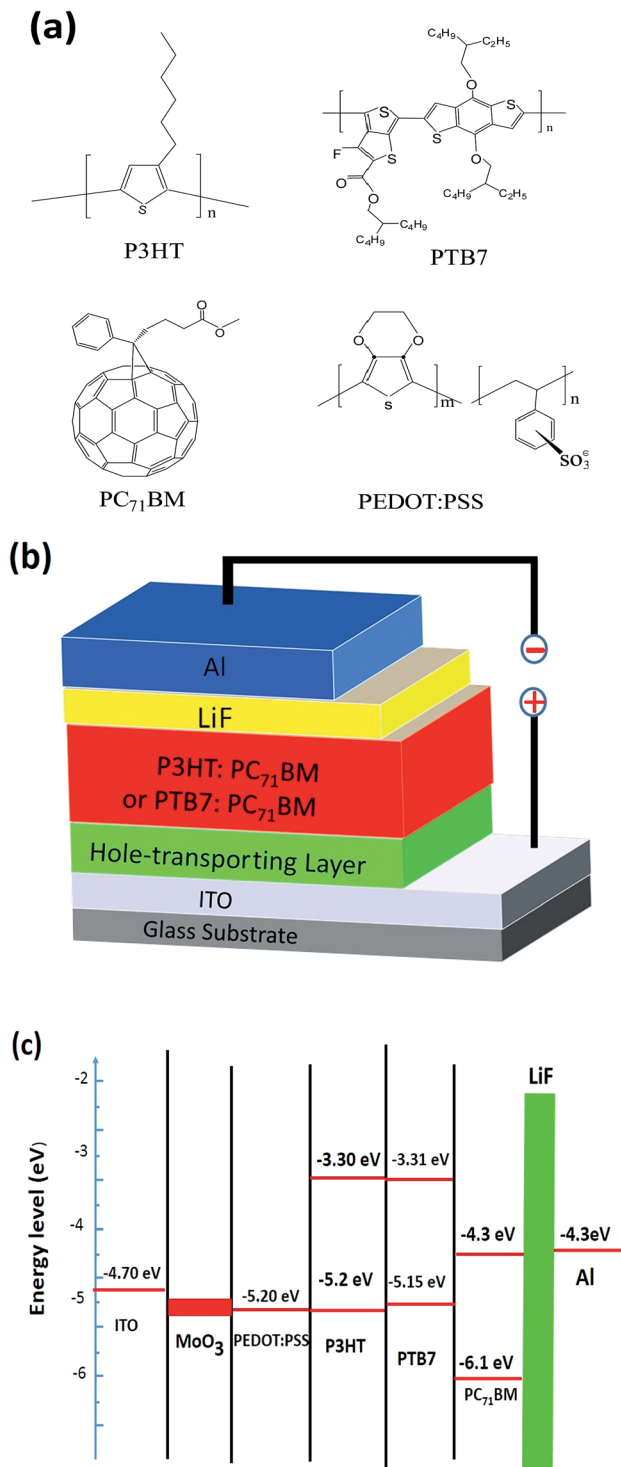 (a)
C₄H₉
C₂H₅
O
S
S
n
F
S
S
O
O
O
C₄H₉
C₂H₅
C₄H₉
C₄H₉
PTB7
S
n
P3HT
O
O
PC₇₁BM
O
O
s
m
n
SO₃⊖
PEDOT:PSS
(b)
Al
LiF
P3HT: PC₇₁BM
or PTB7: PC₇₁BM
Hole-transporting Layer
ITO
Glass Substrate
−
+
(c)
Energy level (eV)
-2
-3
-4
-5
-6
-4.70 eV
ITO
MoO₃
-5.20 eV
PEDOT:PSS
-3.30 eV
-5.2 eV
P3HT
-3.31 eV
-5.15 eV
PTB7
-4.3 eV
-6.1 eV
PC₇₁BM
LiF
-4.3eV
Al